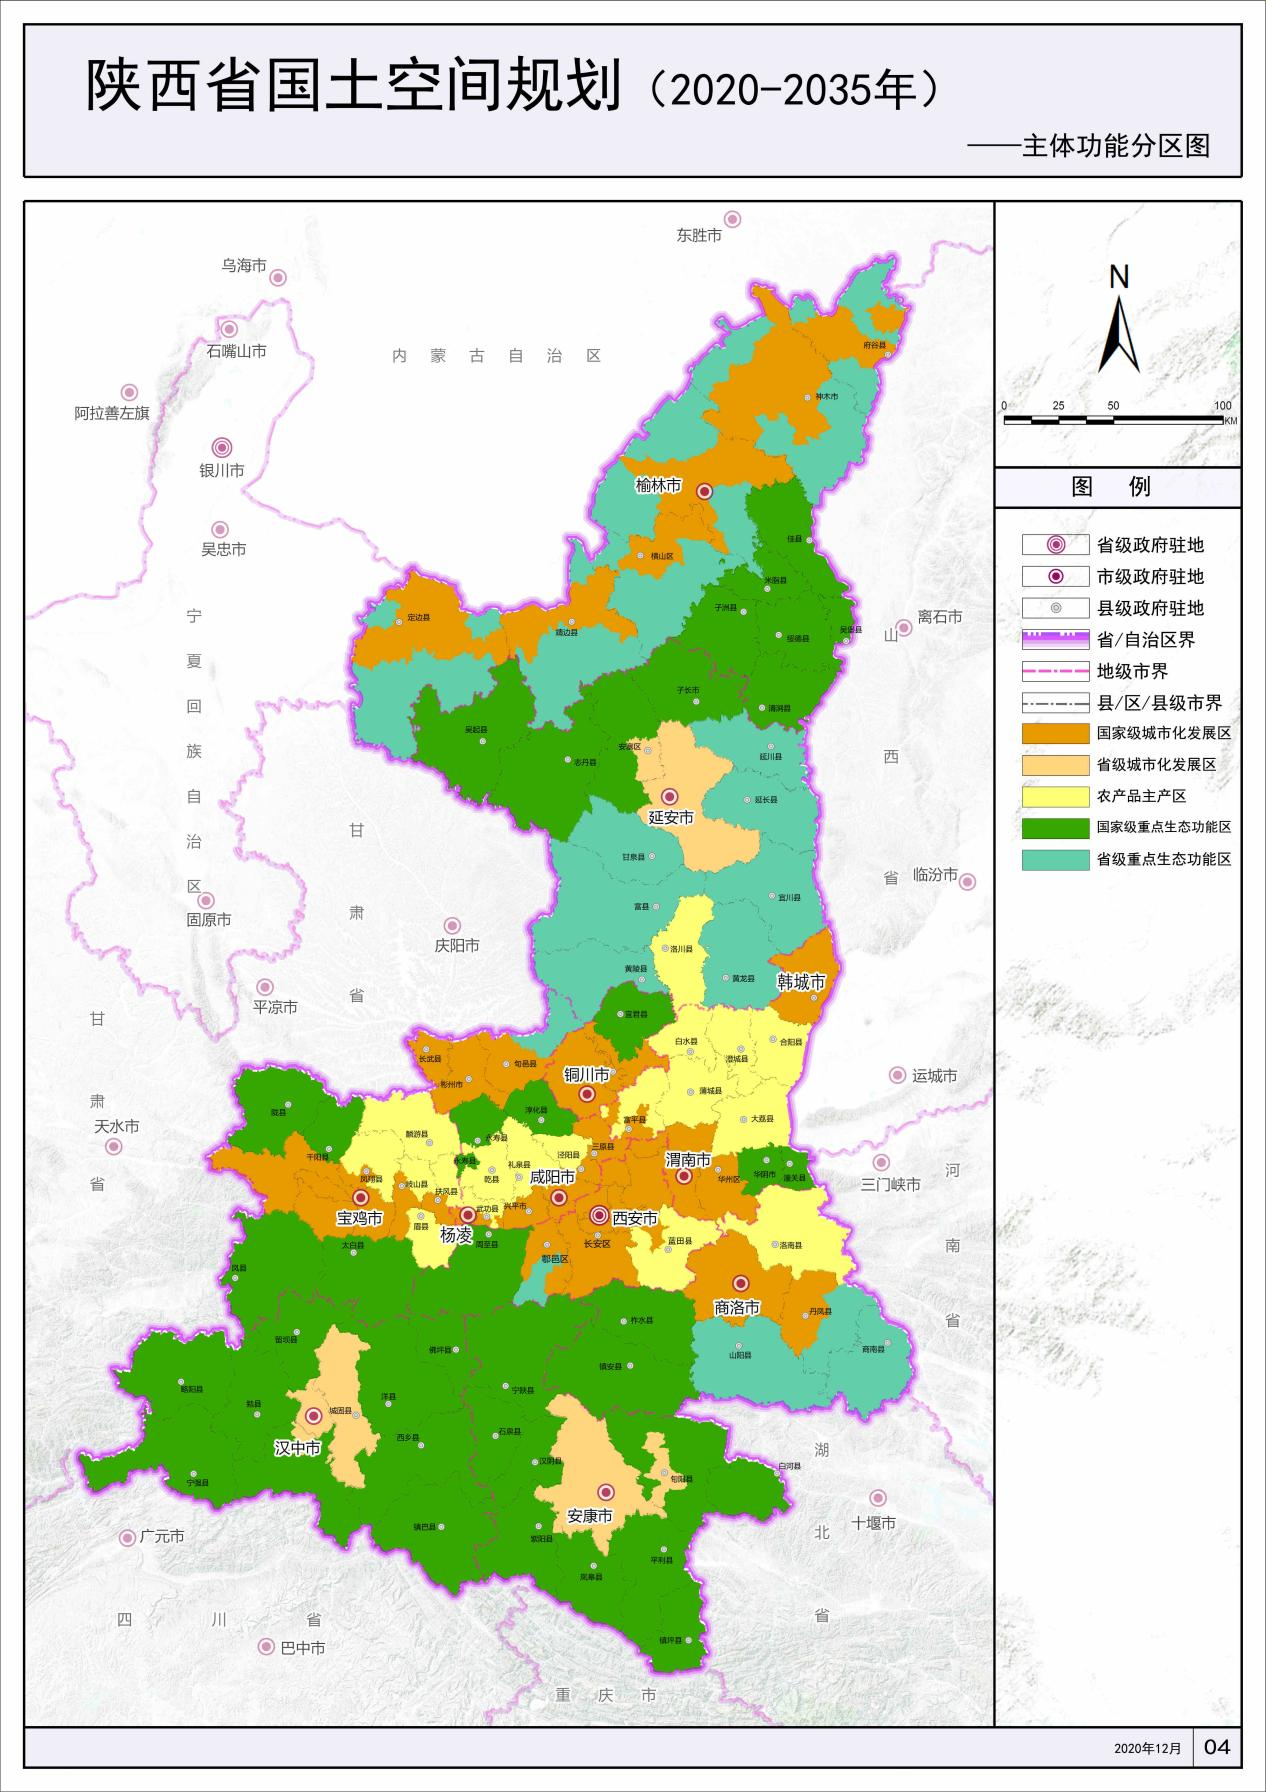 陕西省国土空间规划（2020-2035年）
——主体功能分区图
东胜市
乌海市
石嘴山市
内蒙古自治区
府谷县
阿拉善左旗
神木市
银川市
榆林市
吴忠市
佳县
横山区
米脂县
宁夏回族自治区
定边县
子洲县
靖边县
绥德县
吴堡县
离石市
山西省
子长市
清涧县
吴起县
安塞区
志丹县
延川县
延长县
延安市
甘肃省
甘泉县
临汾市
宜川县
固原市
富县
庆阳市
洛川县
黄陵县
黄龙县
韩城市
平凉市
宜君县
甘肃省
白水县
合阳县
澄城县
长武县
旬邑县
铜川市
彬州市
运城市
蒲城县
陇县
淳化县
大荔县
富平县
天水市
麟游县
永寿县
三原县
千阳县
泾阳县
渭南市
永寿县
礼泉县
咸阳市
华阴市
潼关县
凤翔县
乾县
华州区
三门峡市
河南省
岐山县
扶风县
宝鸡市
武功县
兴平市
西安市
眉县
杨凌
周至县
长安区
蓝田县
洛南县
太白县
鄠邑区
凤县
商洛市
丹凤县
柞水县
留坝县
佛坪县
山阳县
商南县
镇安县
略阳县
宁陕县
勉县
洋县
城固县
汉中市
西乡县
石泉县
湖北省
汉阴县
白河县
宁强县
旬阳县
安康市
十堰市
广元市
镇巴县
紫阳县
平利县
岚皋县
四川省
巴中市
镇坪县
重庆市
N
0 25 50 100
KM
图 例
省级政府驻地
市级政府驻地
县级政府驻地
省/自治区界
地级市界
县/区/县级市界
国家级城市化发展区
省级城市化发展区
农产品主产区
国家级重点生态功能区
省级重点生态功能区
2020年12月
04